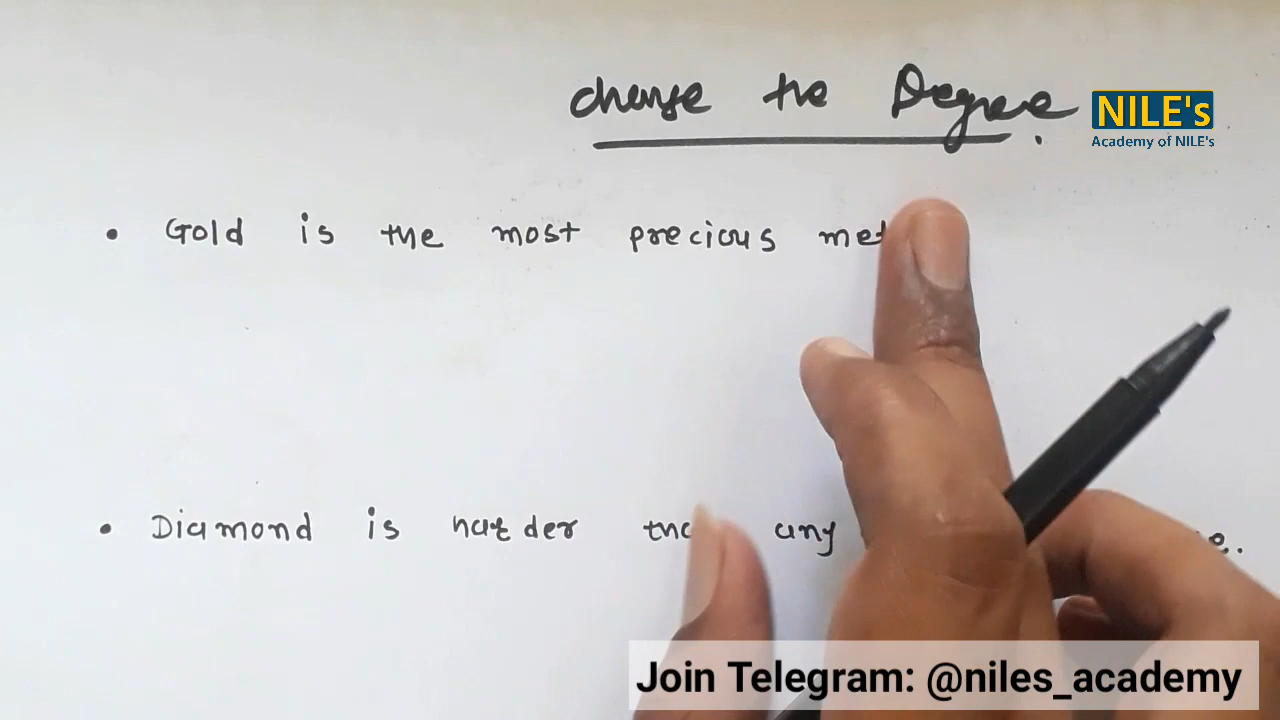 change the Degree.
NILE's
Academy of NILE's
• Gold is the most precious met
• Diamond is harder tha any e.
Join Telegram: @niles_academy